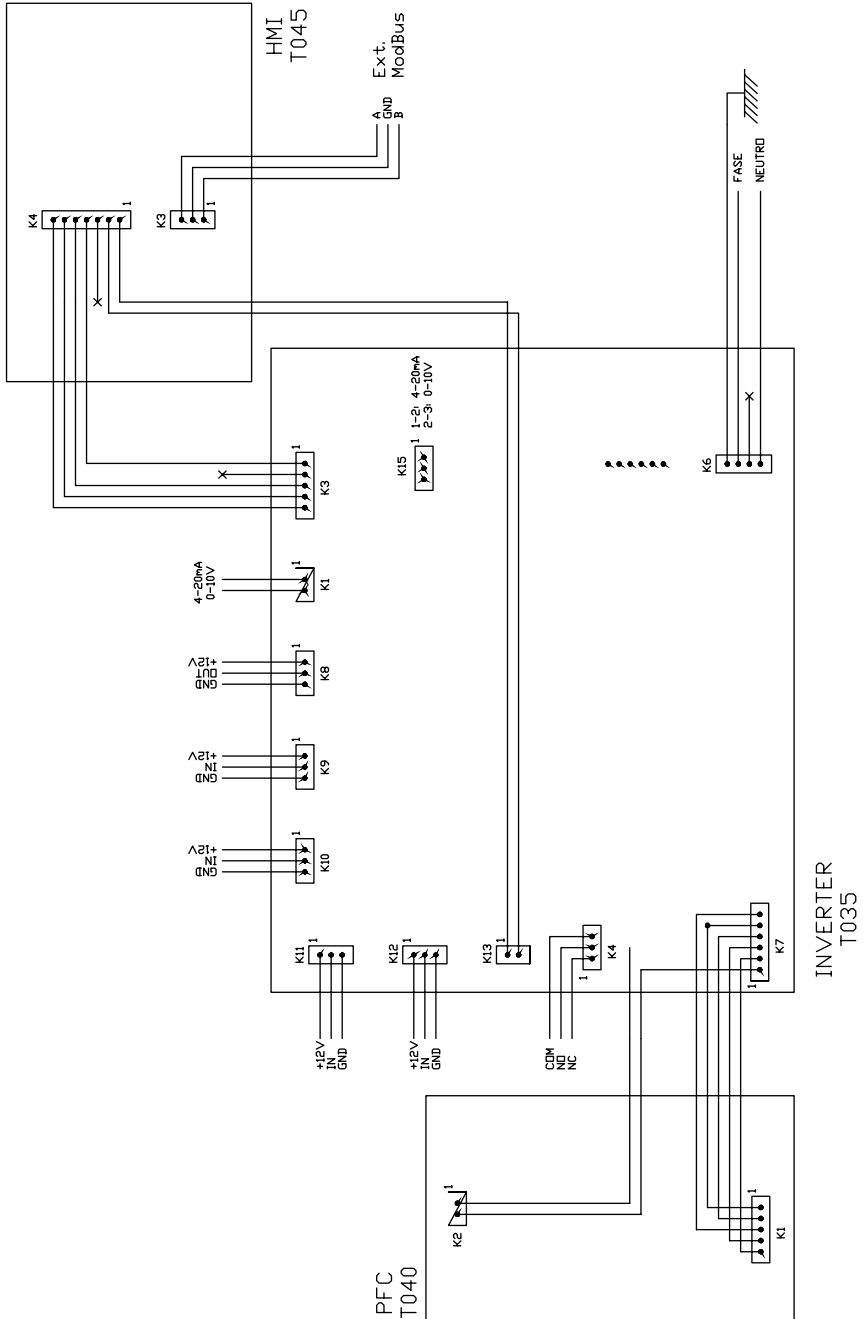 HMI
T045
K4
1
K3
1
A
GND
B
Ext.
ModBus
FASE
NEUTRO
K3
1
K15
1
1-2: 4-20mA
2-3: 0-10V
K6
4-20mA
0-10V
K1
1
+12V
OUT
GND
K8
1
+12V
IN
GND
K9
1
+12V
IN
GND
K10
1
K11
1
+12V
IN
GND
K12
1
+12V
IN
GND
K13
1
K4
1
COM
NO
NC
K7
1
INVERTER
T035
K2
1
K1
1
PFC
T040